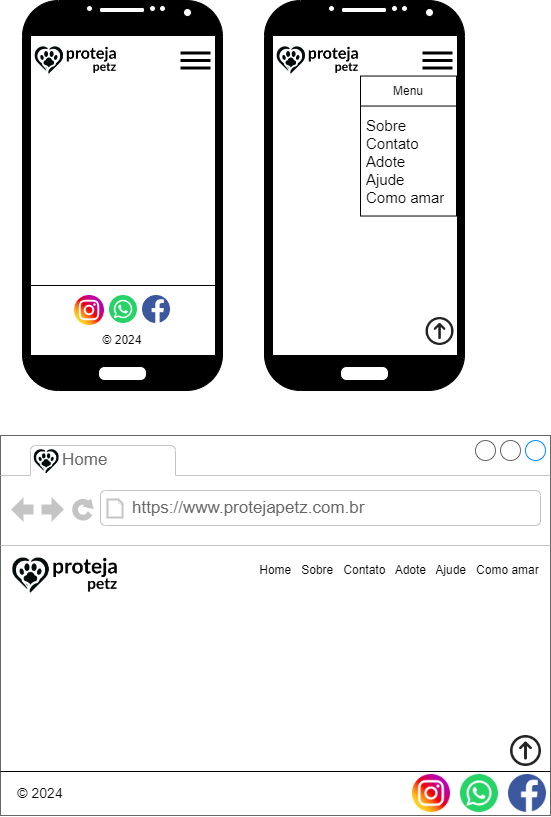 proteja
petz
© 2024
proteja
petz
Menu
Sobre
Contato
Adote
Ajude
Como amar
Home
https://www.protejapetz.com.br
proteja
petz
Home Sobre Contato Adote Ajude Como amar
© 2024